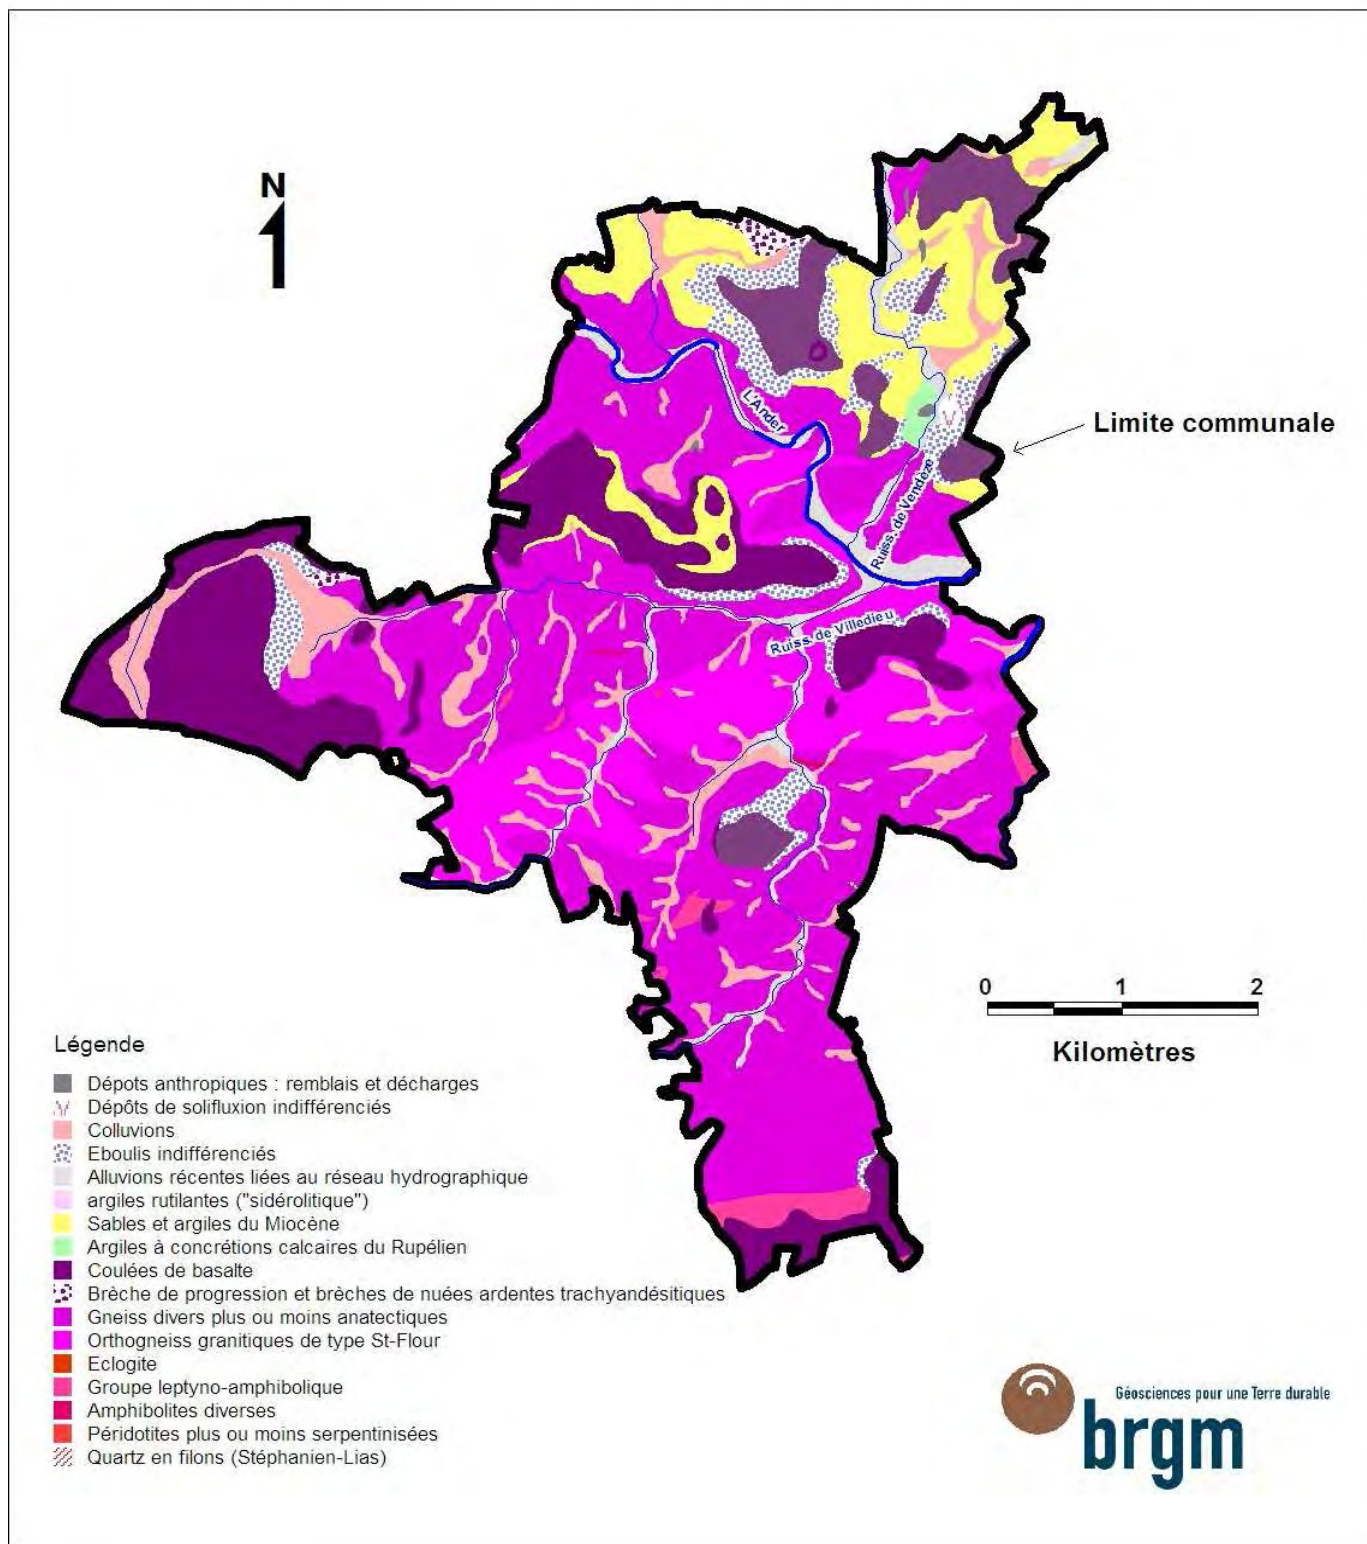 N
L'Ander
Limite communale
Ruiss. de Vendèze
Ruiss. de Villedieu
0 1 2
Kilomètres
Légende
Dépots anthropiques : remblais et décharges
Dépôts de solifluxion indifférenciés
Colluvions
Eboulis indifférenciés
Alluvions récentes liées au réseau hydrographique
argiles rutilantes ("sidérolitique")
Sables et argiles du Miocène
Argiles à concrétions calcaires du Rupélien
Coulées de basalte
Brèche de progression et brèches de nuées ardentes trachyandésitiques
Gneiss divers plus ou moins anatectiques
Orthogneiss granitiques de type St-Flour
Eclogite
Groupe leptyno-amphibolique
Amphibolites diverses
Péridotites plus ou moins serpentinisées
Quartz en filons (Stéphanien-Lias)
Géosciences pour une Terre durable
brgm